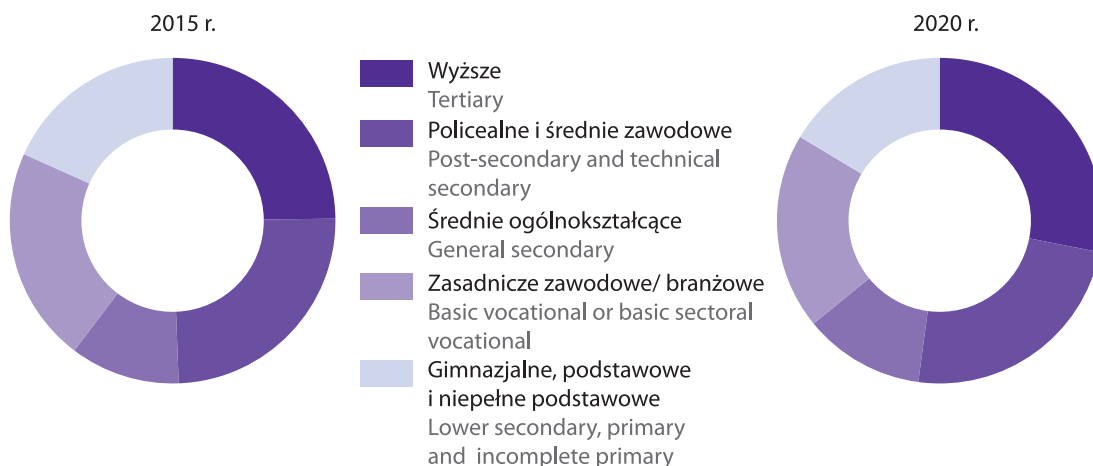 2015 r.
2020 r.
Wyższe
Tertiary
Policealne i średnie zawodowe
Post-secondary and technical
secondary
Średnie ogólnokształcące
General secondary
Zasadnicze zawodowe/ branżowe
Basic vocational or basic sectoral
vocational
Gimnazjalne, podstawowe
i niepełne podstawowe
Lower secondary, primary
and incomplete primary